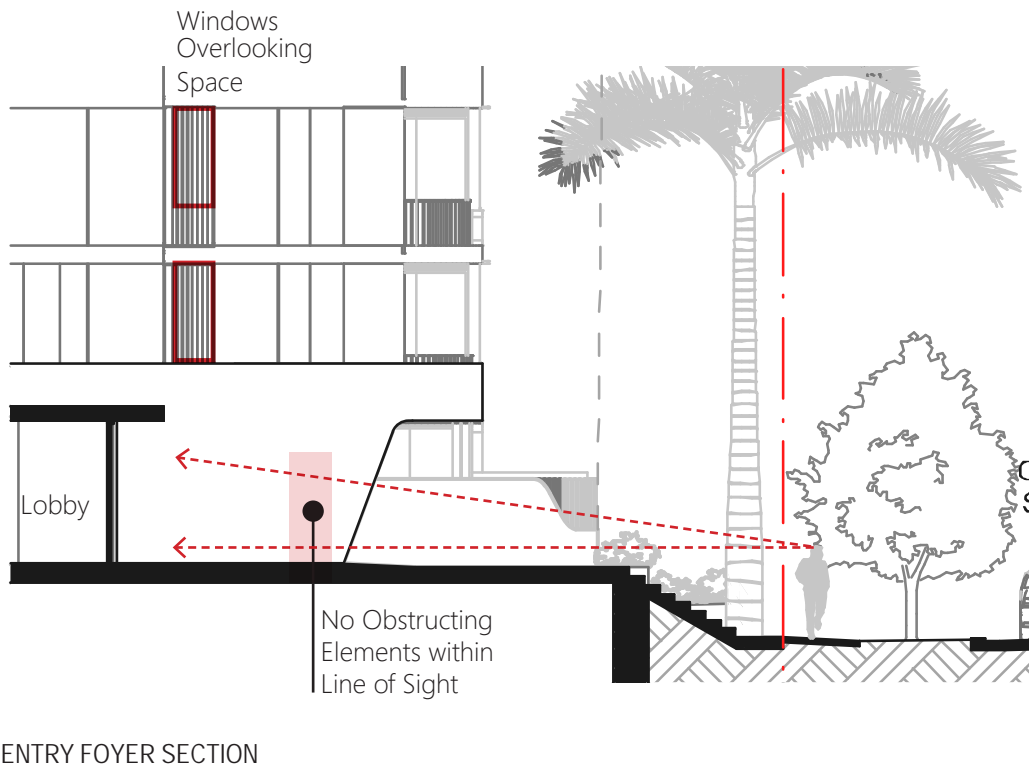 Windows
Overlooking
Space
Lobby
No Obstructing
Elements within
Line of Sight
ENTRY FOYER SECTION